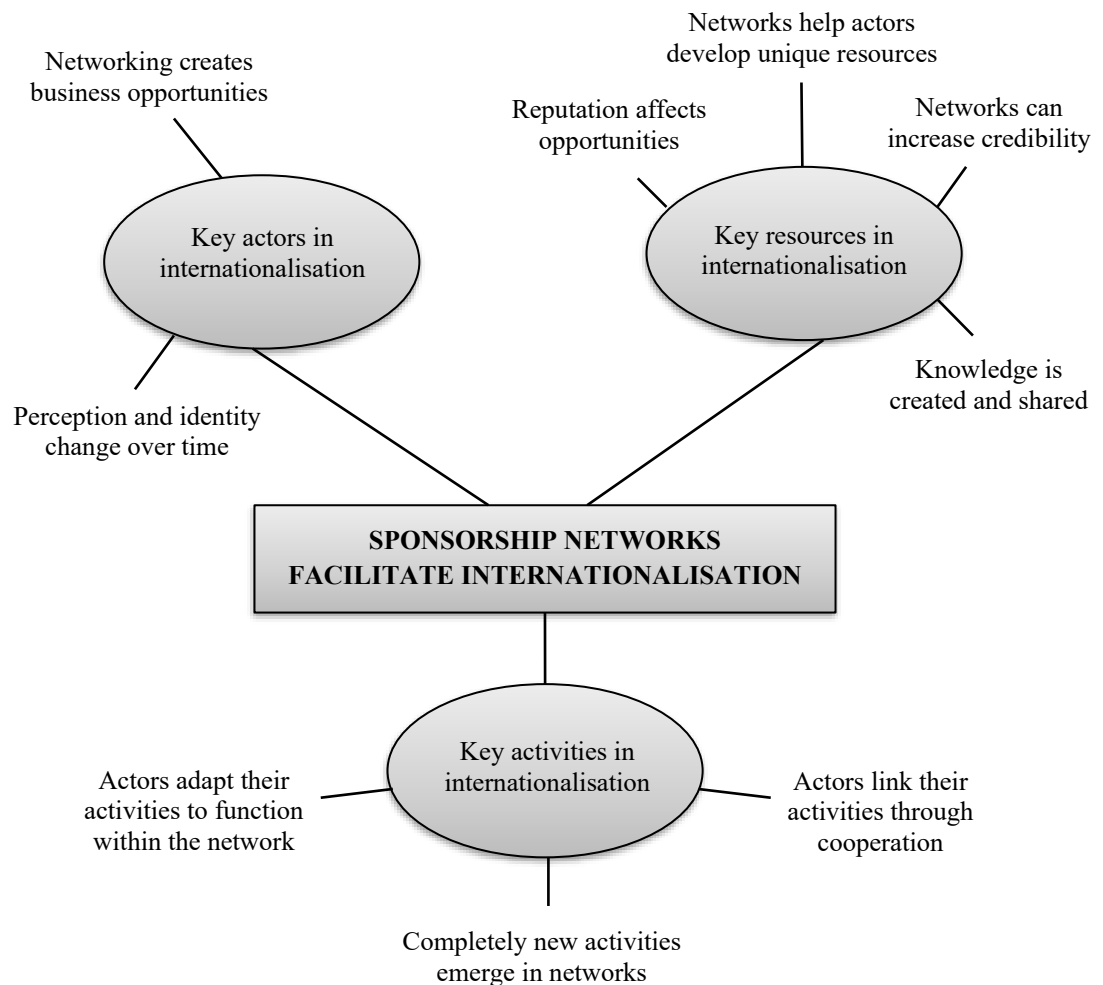 Networking creates
business opportunities
Networks help actors
develop unique resources
Reputation affects
opportunities
Networks can
increase credibility
Key actors in
internationalisation
Key resources in
internationalisation
Perception and identity
change over time
Knowledge is
created and shared
SPONSORSHIP NETWORKS
FACILITATE INTERNATIONALISATION
Key activities in
internationalisation
Actors adapt their
activities to function
within the network
Actors link their
activities through
cooperation
Completely new activities
emerge in networks